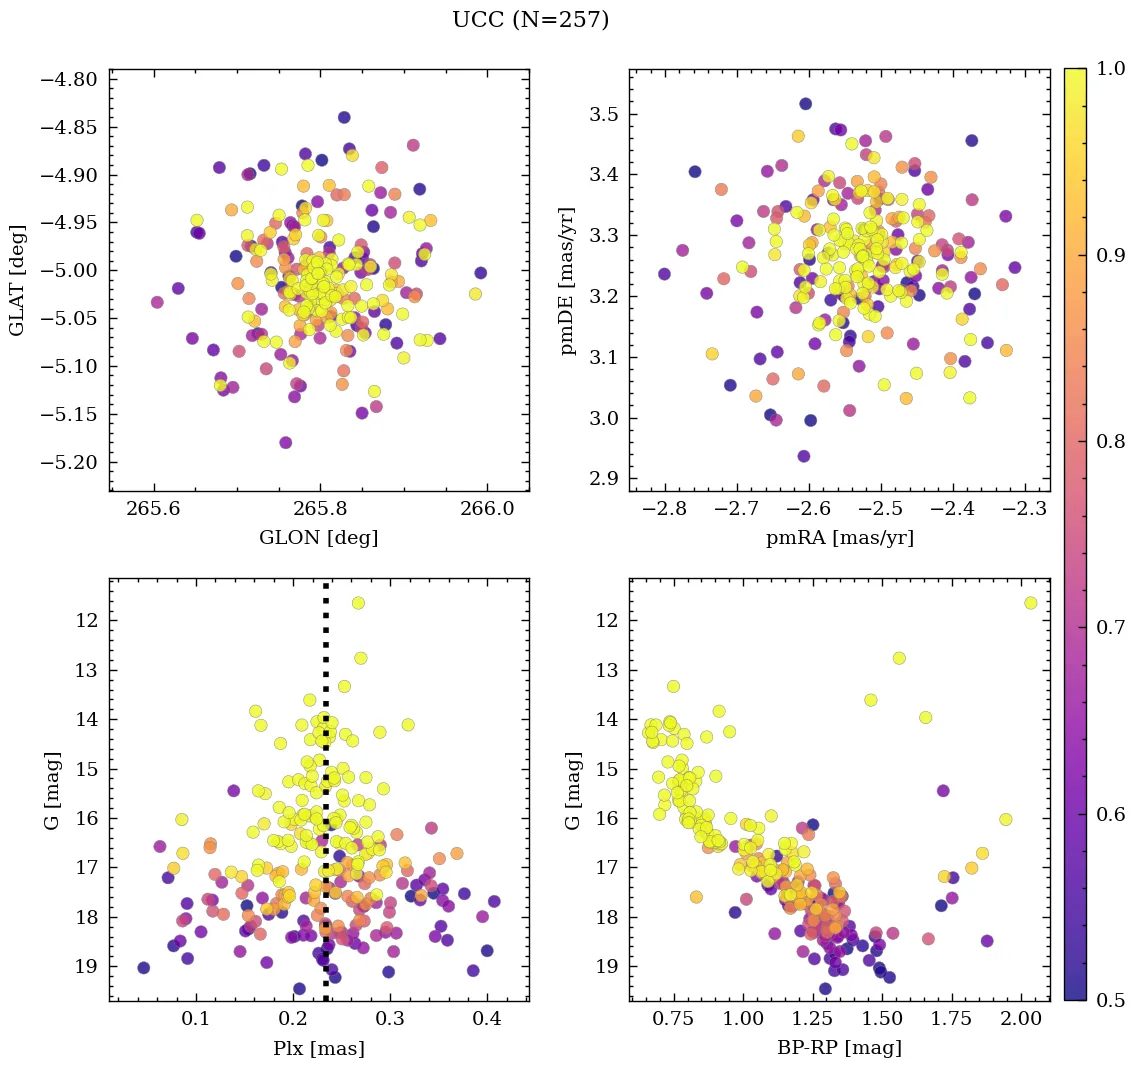 UCC (N=257)
−4.80
−4.85
−4.90
−4.95
−5.00
−5.05
−5.10
−5.15
−5.20
GLAT [deg]
265.6 265.8 266.0
GLON [deg]
3.5
3.4
3.3
3.2
3.1
3.0
2.9
pmDE [mas/yr]
−2.8 −2.7 −2.6 −2.5 −2.4 −2.3
pmRA [mas/yr]
12
13
14
15
16
17
18
19
G [mag]
0.1 0.2 0.3 0.4
Plx [mas]
12
13
14
15
16
17
18
19
G [mag]
0.75 1.00 1.25 1.50 1.75 2.00
BP-RP [mag]
1.0
0.9
0.8
0.7
0.6
0.5